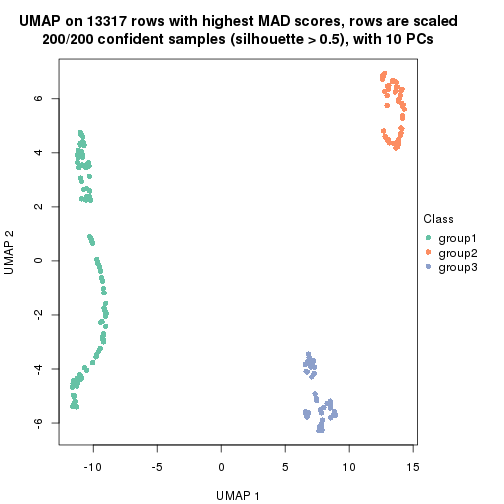 UMAP on 13317 rows with highest MAD scores, rows are scaled
200/200 confident samples (silhouette > 0.5), with 10 PCs
6
4
2
0
-2
-4
-6
UMAP 2
-10
-5
0
5
10
15
UMAP 1
Class
group1
group2
group3